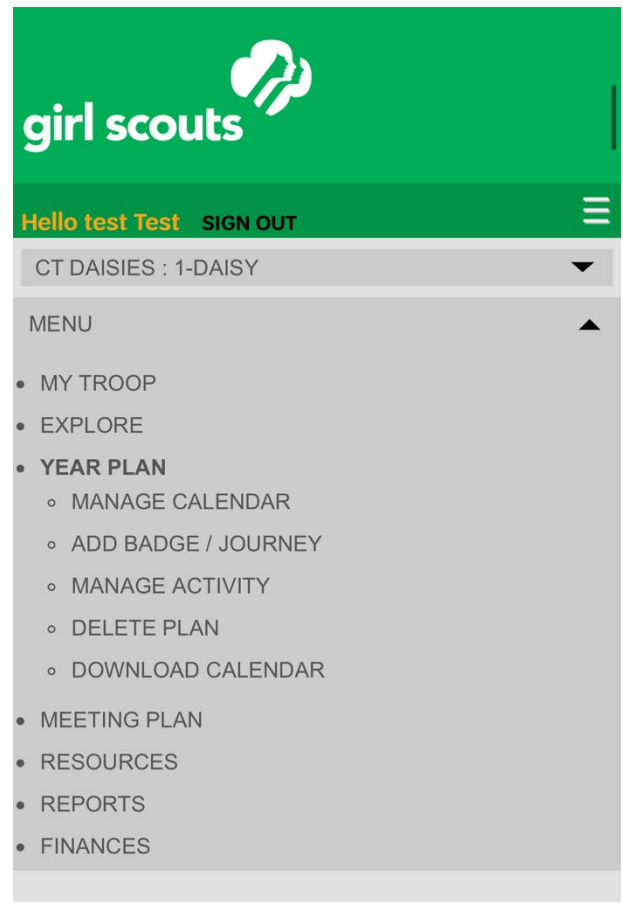 girl scouts
Hello test Test SIGN OUT
CT DAISIES : 1-DAISY
MENU
MY TROOP
EXPLORE
YEAR PLAN
MANAGE CALENDAR
ADD BADGE / JOURNEY
MANAGE ACTIVITY
DELETE PLAN
DOWNLOAD CALENDAR
MEETING PLAN
RESOURCES
REPORTS
FINANCES